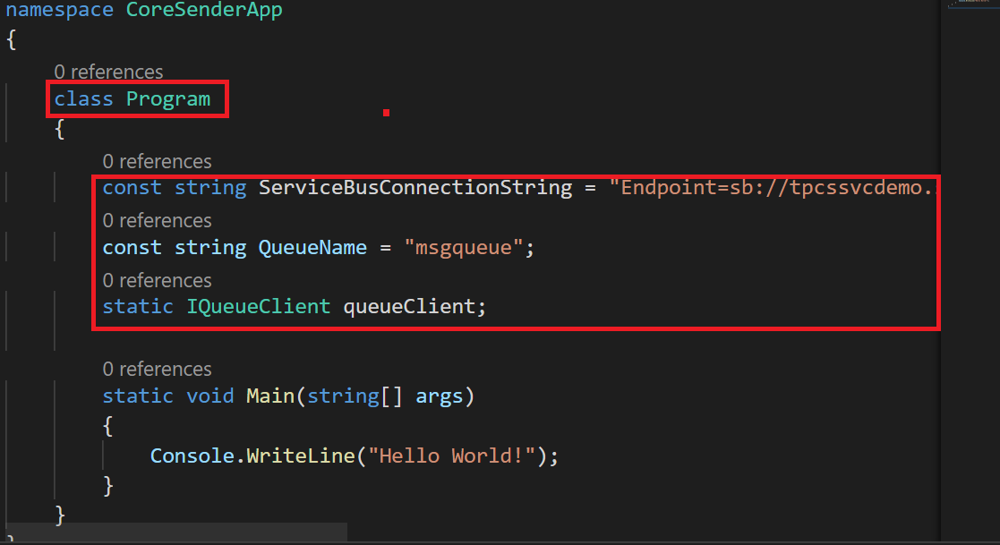 namespace CoreSenderApp
{
0 references
class Program
{
0 references
const string ServiceBusConnectionString = "Endpoint=sb://tpcssvcdemo.
0 references
const string QueueName = "msgqueue";
0 references
static IQueueClient queueClient;
0 references
static void Main(string[] args)
{
Console.WriteLine("Hello World!");
}
}